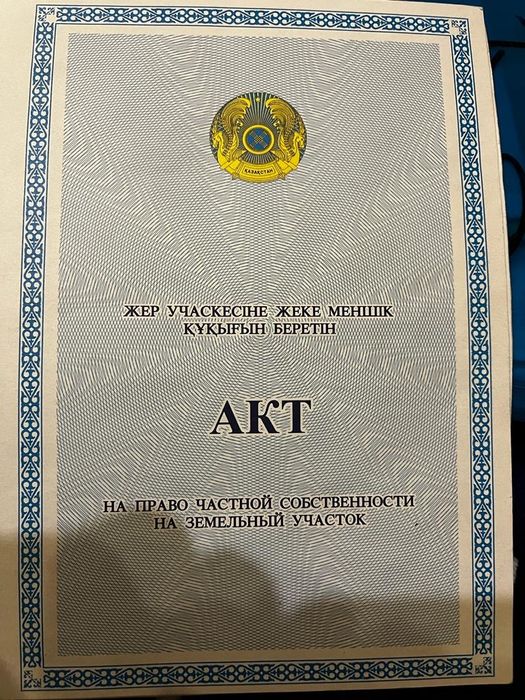 ҚАЗАҚСТАН
ЖЕР УЧАСКЕСІНЕ ЖЕКЕ МЕНШІК
ҚҰҚЫҒЫН БЕРЕТІН
АКТ
НА ПРАВО ЧАСТНОЙ СОБСТВЕННОСТИ
НА ЗЕМЕЛЬНЫЙ УЧАСТОК